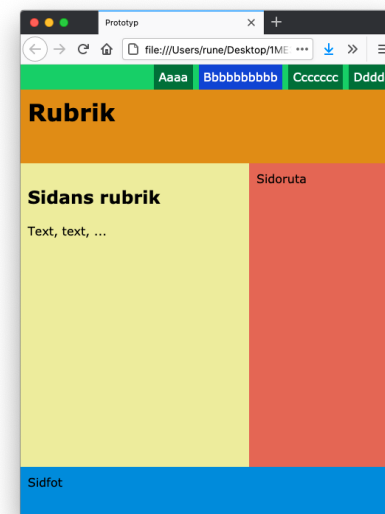 Prototyp
file:///Users/rune/Desktop/1ME
Aaaa Bbbbbbbbbb Ccccccc Dddd
Rubrik
Sidans rubrik
Sidoruta
Text, text, ...
Sidfot